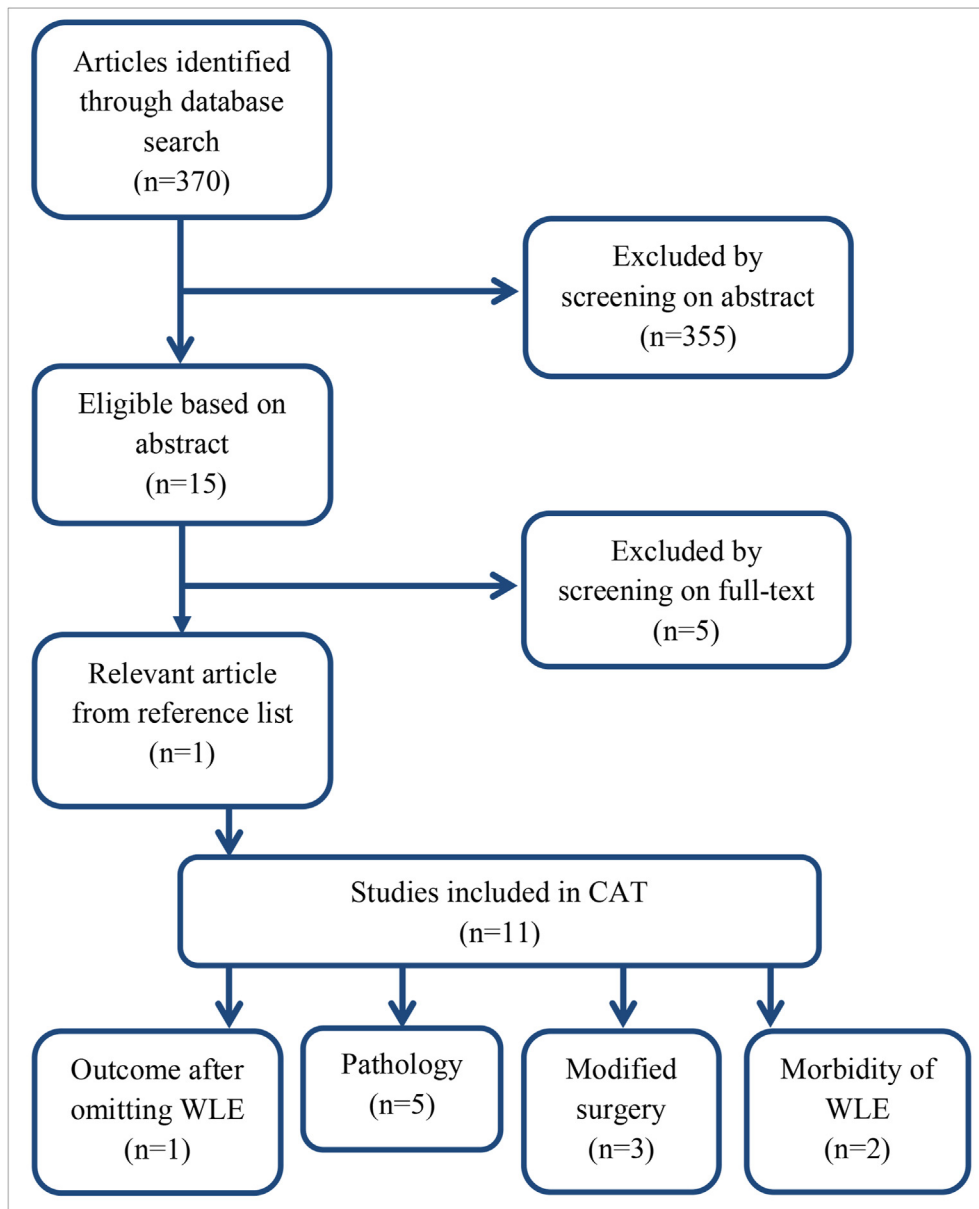 Articles identified
through database
search
(n=370)
Excluded by
screening on abstract
(n=355)
Eligible based on
abstract
(n=15)
Excluded by
screening on full-text
(n=5)
Relevant article
from reference list
(n=1)
Studies included in CAT
(n=11)
Outcome after
omitting WLE
(n=1)
Pathology
(n=5)
Modified
surgery
(n=3)
Morbidity of
WLE
(n=2)